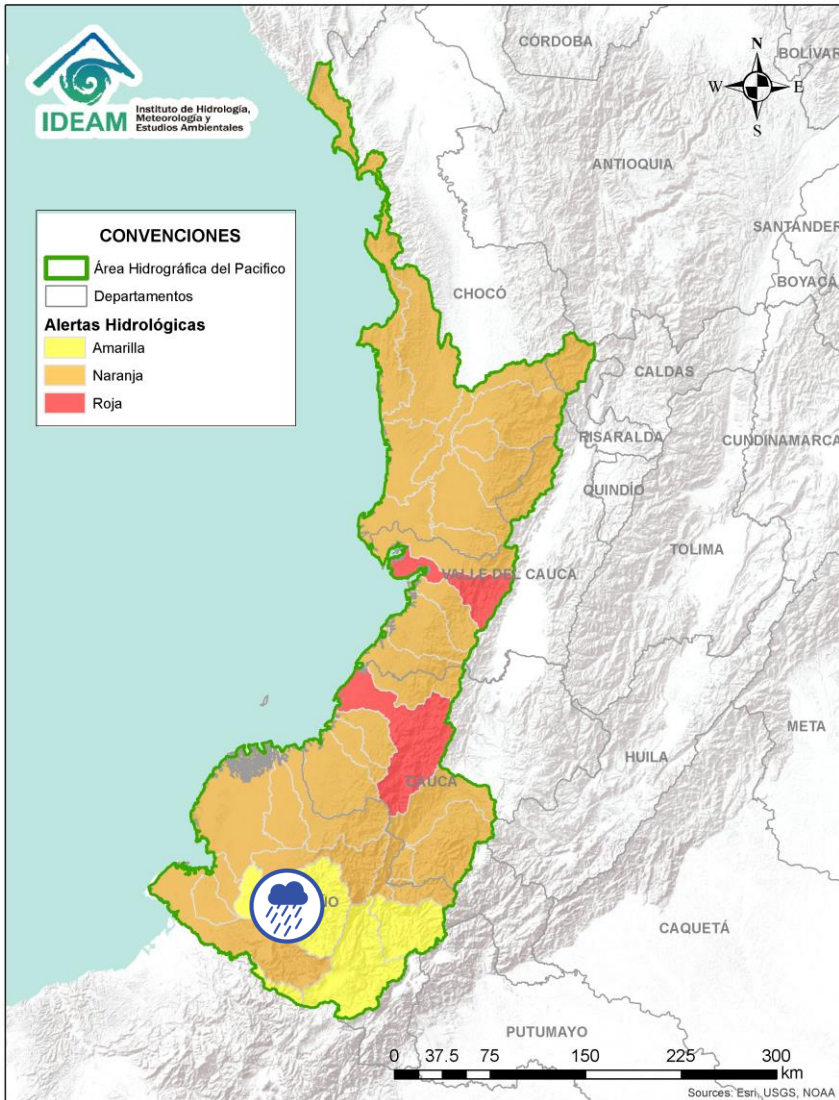 IDEAM
Instituto de Hidrología,
Meteorología y
Estudios Ambientales
CÓRDOBA
BOLÍVAR
N
W
E
S
ANTIOQUIA
SANTANDER
BOYACÁ
CONVENCIONES
Área Hidrográfica del Pacifico
Departamentos
Alertas Hidrológicas
Amarilla
Naranja
Roja
CHOCÓ
CALDAS
RISARALDA
CUNDINAMARCA
QUINDÍO
TOLIMA
VALLE DEL CAUCA
META
HUILA
CAUCA
ÑO
CAQUETÁ
PUTUMAYO
0 37.5 75 150 225 300
km
Sources: Esri, USGS, NOAA